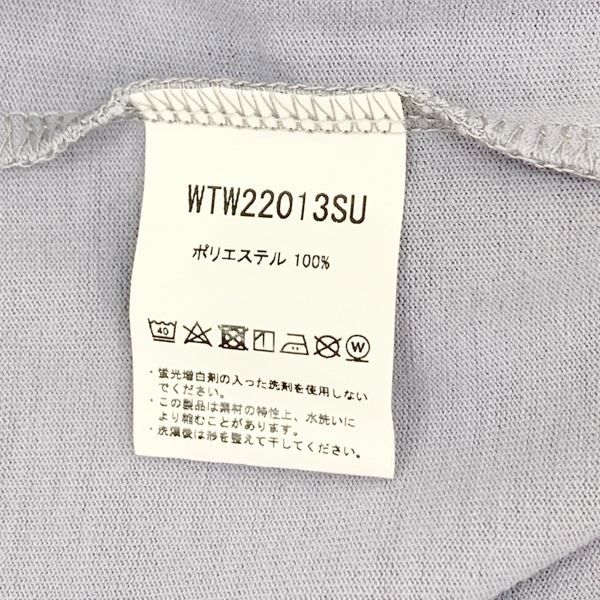 WTW22013SU
ポリエステル 100%
40 W
・蛍光増白剤の入った洗剤を使用しない
でください。
・この製品は素材の特性上、水洗いに
より縮むことがあります。
・洗濯後は形を整えて干してください。